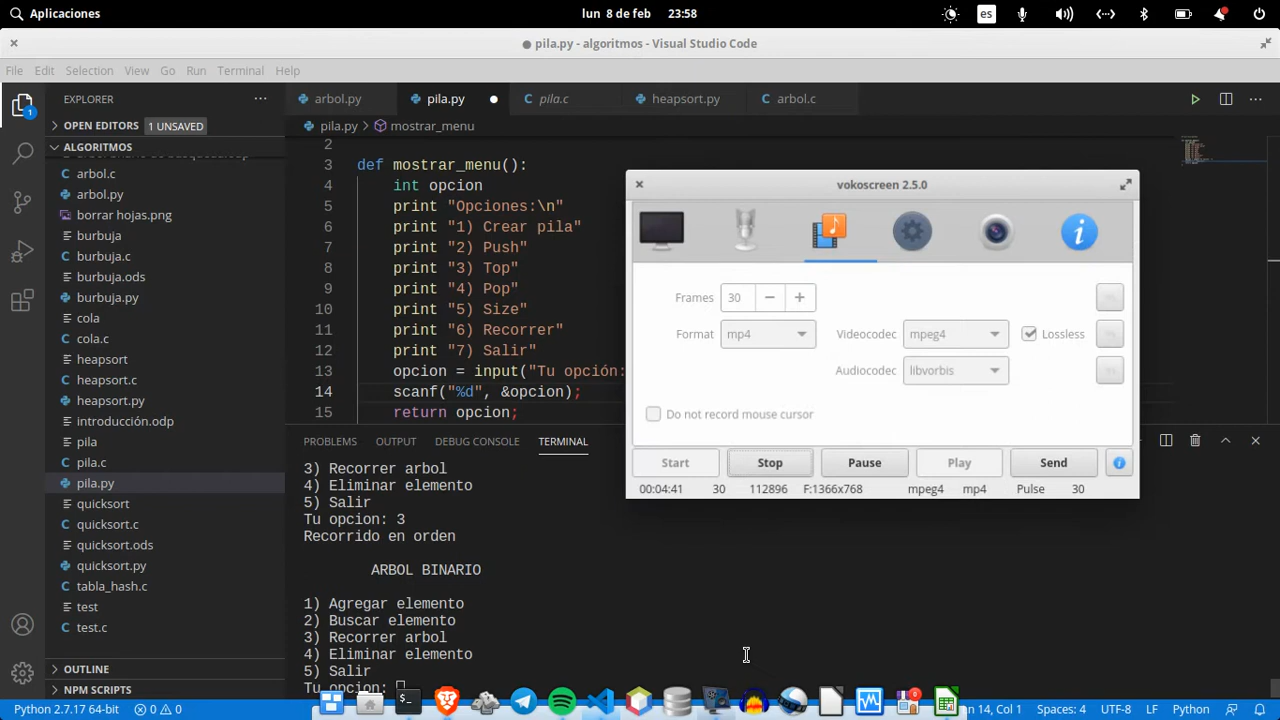 Aplicaciones
lun 8 de feb 23:58
es
pila.py - algoritmos - Visual Studio Code
File Edit Selection View Go Run Terminal Help
EXPLORER
arbol.py
pila.py
pila.c
heapsort.py
arbol.c
OPEN EDITORS 1 UNSAVED
pila.py > mostrar_menu
ALGORITMOS
arbol.c
arbol.py
borrar hojas.png
burbuja
burbuja.c
burbuja.ods
burbuja.py
cola
cola.c
heapsort
heapsort.c
heapsort.py
introducción.odp
pila
pila.c
pila.py
quicksort
quicksort.c
quicksort.ods
quicksort.py
tabla_hash.c
test
test.c
OUTLINE
NPM SCRIPTS
2
3 def mostrar_menu():
4 int opcion
5 print "Opciones:\n"
6 print "1) Crear pila"
7 print "2) Push"
8 print "3) Top"
9 print "4) Pop"
10 print "5) Size"
11 print "6) Recorrer"
12 print "7) Salir"
13 opcion = input("Tu opción:
14 scanf("%d", &opcion);
15 return opcion;
vokoscreen 2.5.0
Frames 30
Format mp4 Videocodec mpeg4 Lossless
Audiocodec libvorbis
Do not record mouse cursor
Start Stop Pause Play Send
00:04:41 30 112896 F:1366x768 mpeg4 mp4 Pulse 30
PROBLEMS OUTPUT DEBUG CONSOLE TERMINAL
3) Recorrer arbol
4) Eliminar elemento
5) Salir
Tu opcion: 3
Recorrido en orden
ARBOL BINARIO
1) Agregar elemento
2) Buscar elemento
3) Recorrer arbol
4) Eliminar elemento
5) Salir
Tu opcion:
Python 2.7.17 64-bit 0 0
Ln 14, Col 1 Spaces: 4 UTF-8 LF Python